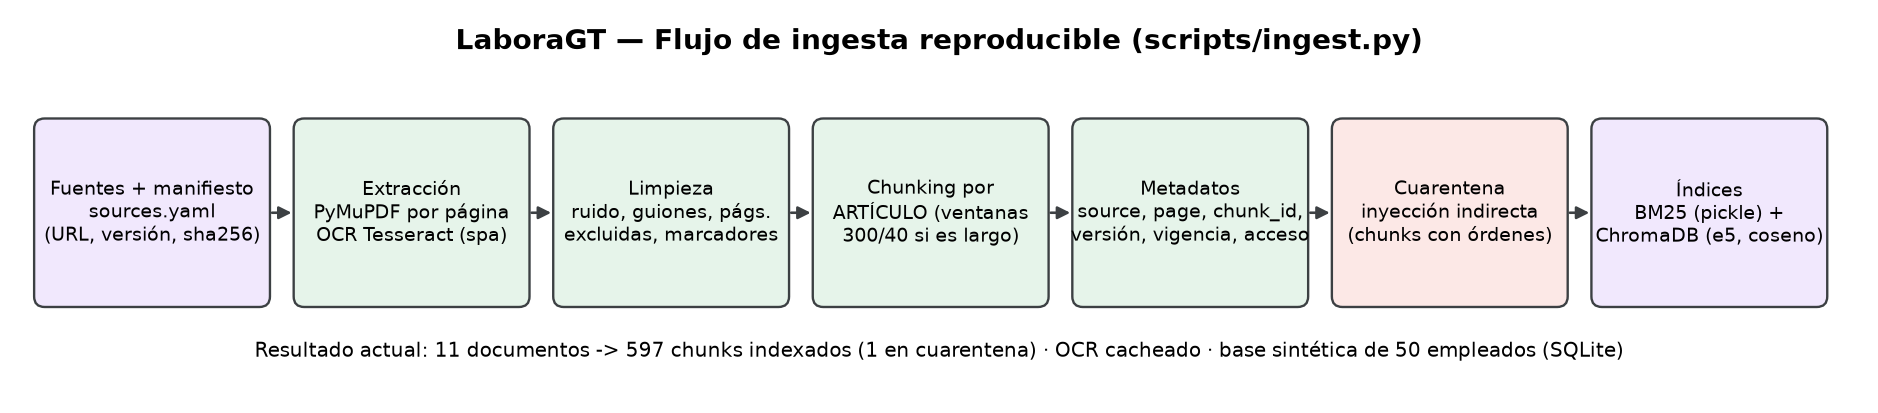 LaboraGT — Flujo de ingesta reproducible (scripts/ingest.py)
Fuentes + manifiesto
sources.yaml
(URL, versión, sha256)
Extracción
PyMuPDF por página
OCR Tesseract (spa)
Limpieza
ruido, guiones, págs.
excluidas, marcadores
Chunking por
ARTÍCULO (ventanas
300/40 si es largo)
Metadatos
source, page, chunk_id,
versión, vigencia, acceso
Cuarentena
inyección indirecta
(chunks con órdenes)
Índices
BM25 (pickle) +
ChromaDB (e5, coseno)
Resultado actual: 11 documentos -> 597 chunks indexados (1 en cuarentena) · OCR cacheado · base sintética de 50 empleados (SQLite)